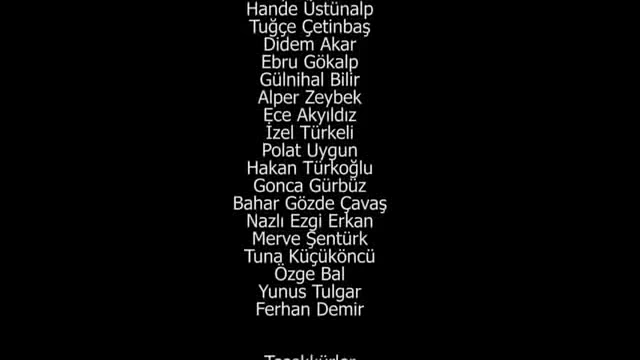 Hande Üstünalp
Tuğçe Çetinbaş
Didem Akar
Ebru Gökalp
Gülnihal Bilir
Alper Zeybek
Ece Akyıldız
İzel Türkeli
Polat Uygun
Hakan Türkoğlu
Gonca Gürbüz
Bahar Gözde Çavaş
Nazlı Ezgi Erkan
Merve Şentürk
Tuna Küçüköncü
Özge Bal
Yunus Tulgar
Ferhan Demir